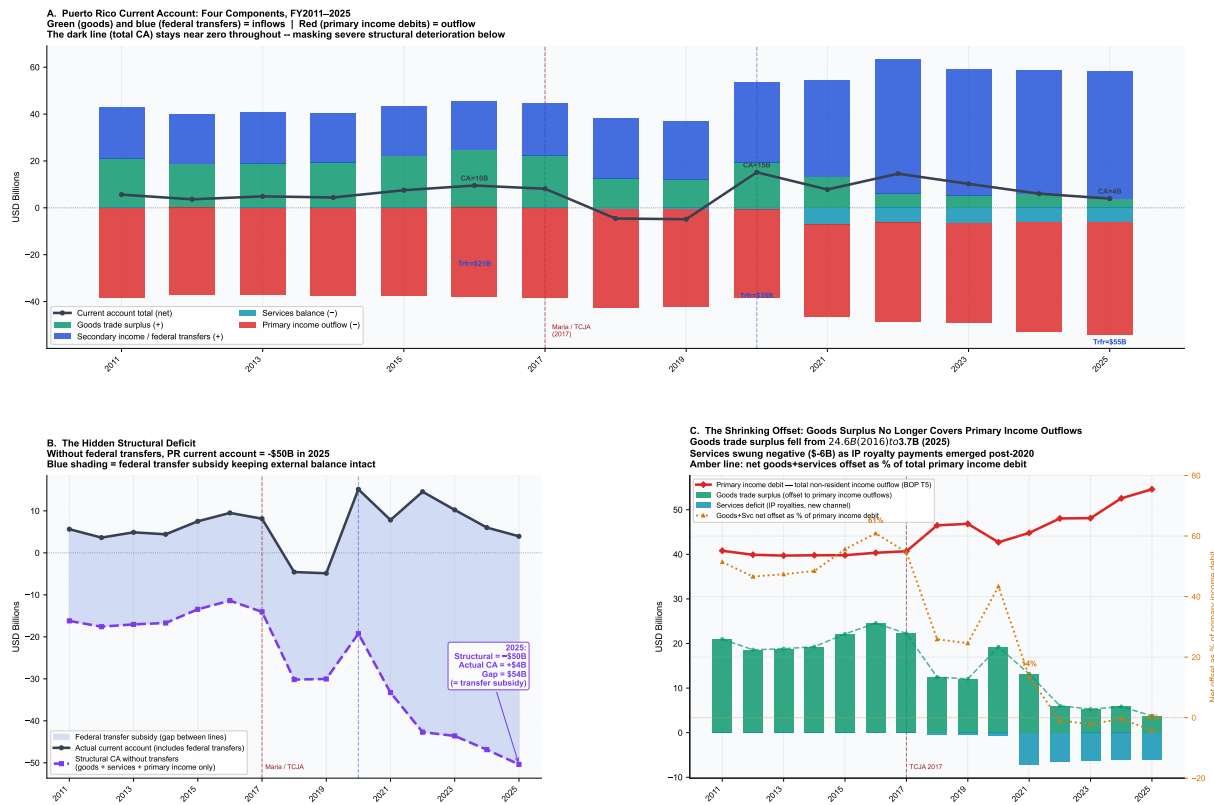 A.  Puerto Rico Current Account: Four Components, FY2011–2025
Green (goods) and blue (federal transfers) = inflows  |  Red (primary income debits) = outflow
The dark line (total CA) stays near zero throughout -- masking severe structural deterioration below
USD Billions
60
40
20
0
−20
−40
CA=10B
CA=15B
CA=4B
Trfr=$21B
Trfr=$55B
Maria / TCJA
(2017)
Current account total (net)
Goods trade surplus (+)
Secondary income / federal transfers (+)
Services balance (−)
Primary income outflow (−)
2011
2013
2015
2017
2019
2021
2023
2025
B.  The Hidden Structural Deficit
Without federal transfers, PR current account = -$50B in 2025
Blue shading = federal transfer subsidy keeping external balance intact
USD Billions
10
0
−10
−20
−30
−40
−50
2025:
Structural = −$50B
Actual CA = +$4B
Gap = $54B
(= transfer subsidy)
Federal transfer subsidy (gap between lines)
Actual current account (includes federal transfers)
Structural CA without transfers
(goods + services + primary income only)
Maria / TCJA
2011
2013
2015
2017
2019
2021
2023
2025
C.  The Shrinking Offset: Goods Surplus No Longer Covers Primary Income Outflows
Goods trade surplus fell from 24.6B(2016)to3.7B (2025)
Services swung negative ($-6B) as IP royalty payments emerged post-2020
Amber line: net goods+services offset as % of total primary income debit
USD Billions
50
40
30
20
10
0
−10
Primary income debit — total non-resident income outflow (BOP T5)
Goods trade surplus (offset to primary income outflows)
Services deficit (IP royalties, new channel)
Goods+Svc net offset as % of primary income debit
61%
14%
TCJA 2017
80
60
40
20
0
−20
Net offset as % of primary income debit
2011
2013
2015
2017
2019
2021
2023
2025